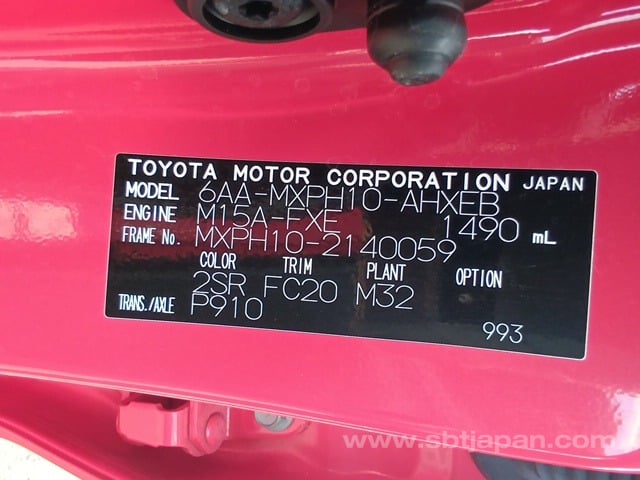 TOYOTA MOTOR CORPORATION JAPAN
MODEL 6AA-MXPH10-AHXEB
ENGINE M15A-FXE 1490 mL
FRAME No. MXPH10-2140059
COLOR TRIM PLANT OPTION
2SR FC20 M32
TRANS./AXLE P910
993
www.sbtjapan.com